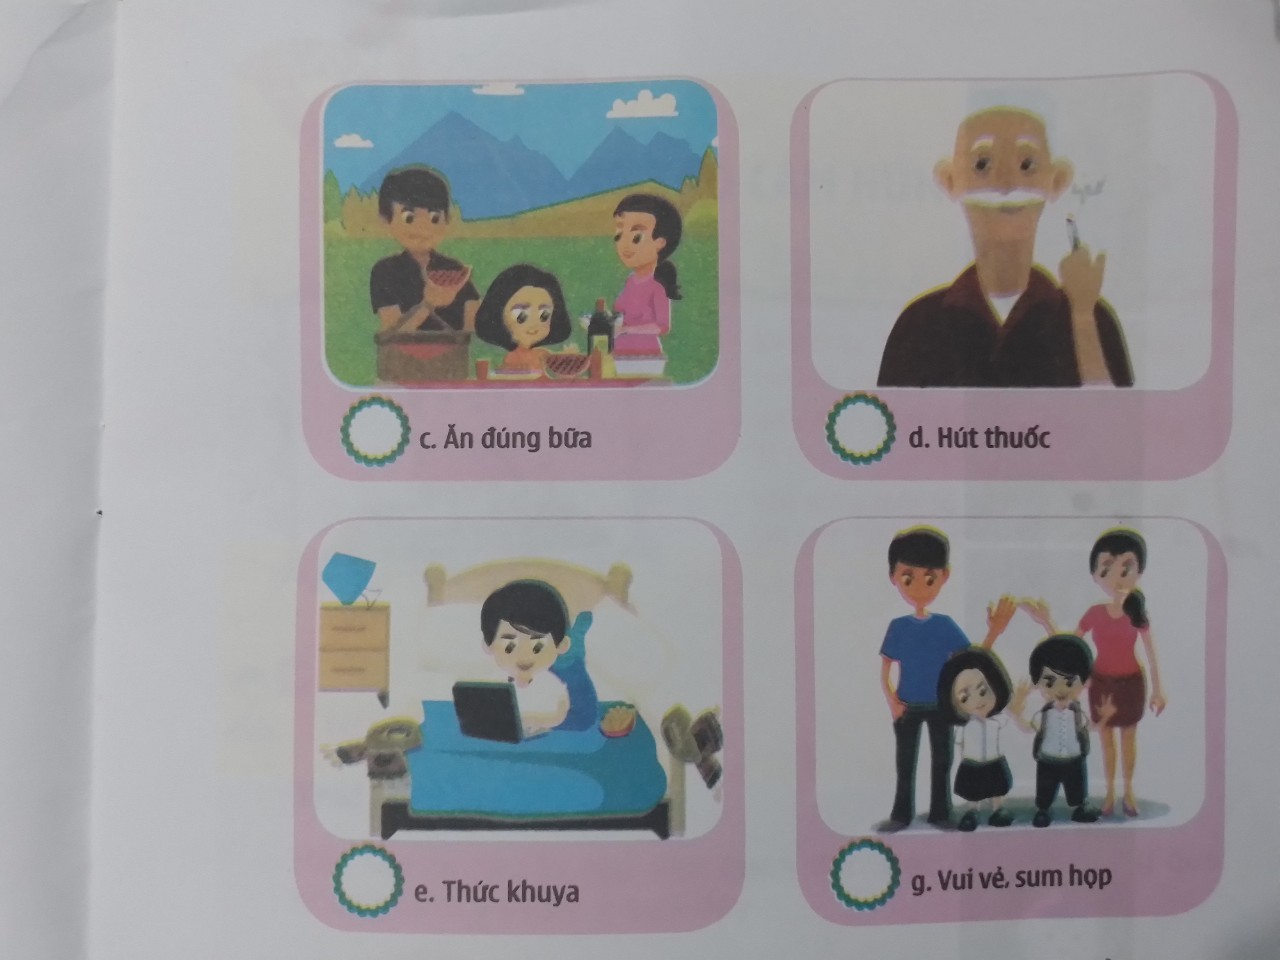 c. Ăn đúng bữa
d. Hút thuốc
e. Thức khuya
g. Vui vẻ, sum họp